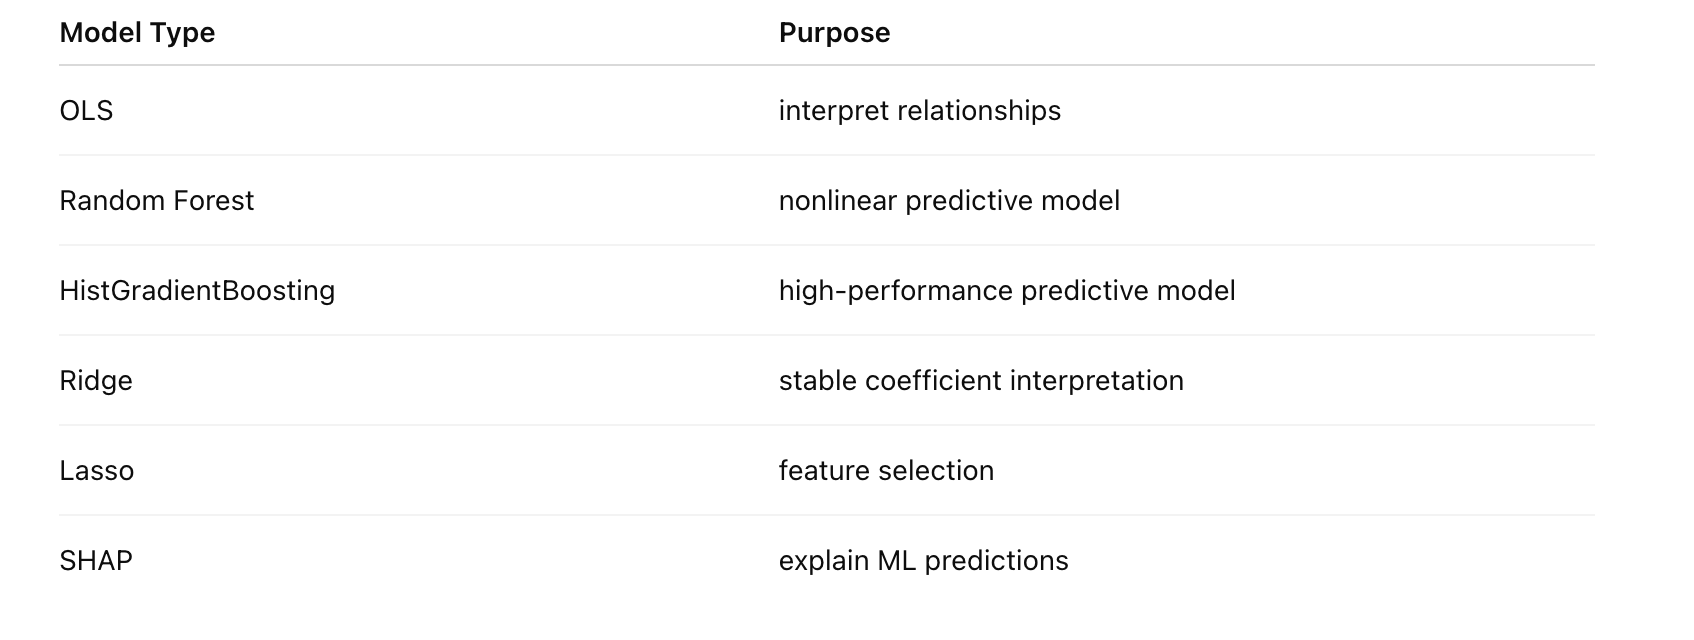 Model Type Purpose
OLS interpret relationships
Random Forest nonlinear predictive model
HistGradientBoosting high-performance predictive model
Ridge stable coefficient interpretation
Lasso feature selection
SHAP explain ML predictions